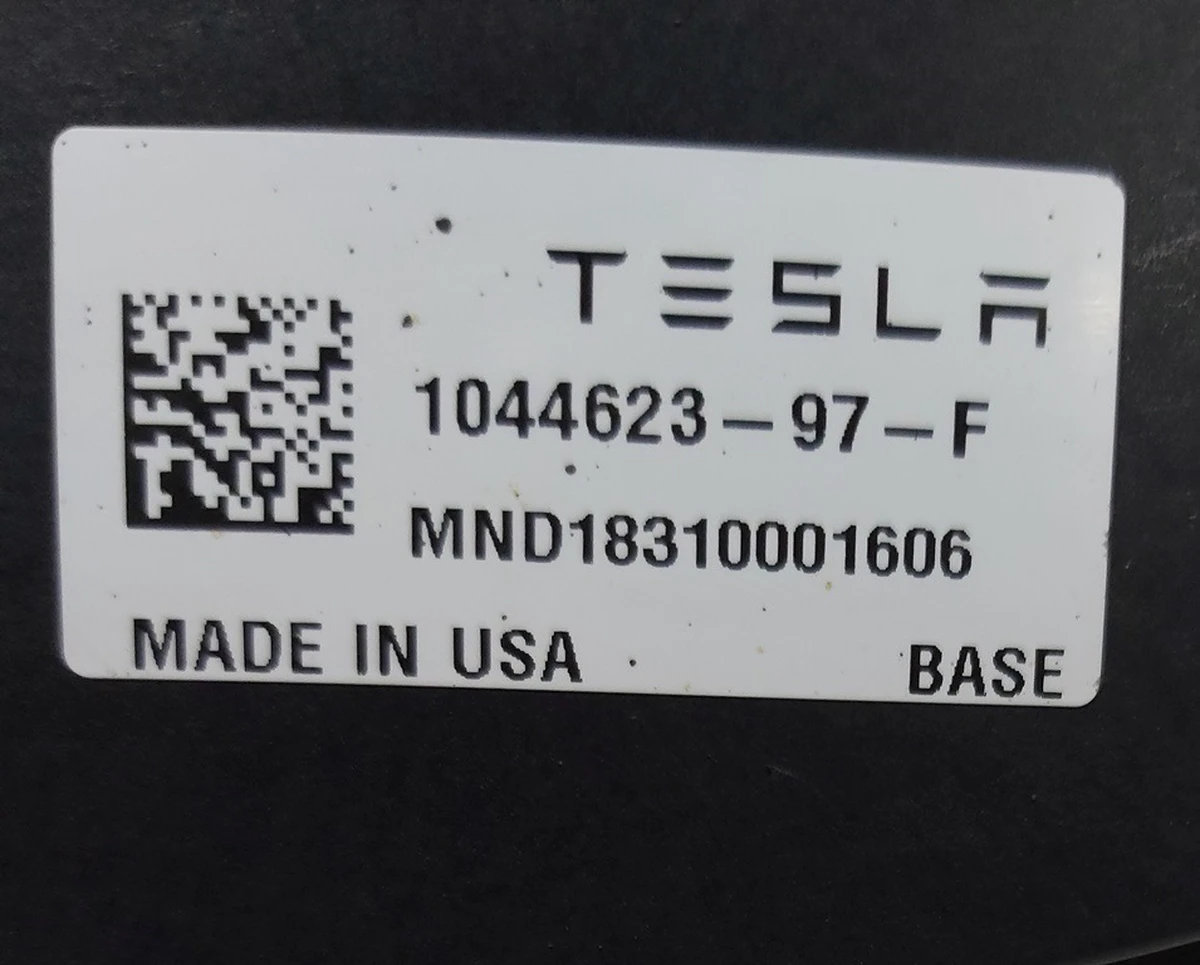 TESLA
1044623-97-F
MND18310001606
MADE IN USA BASE